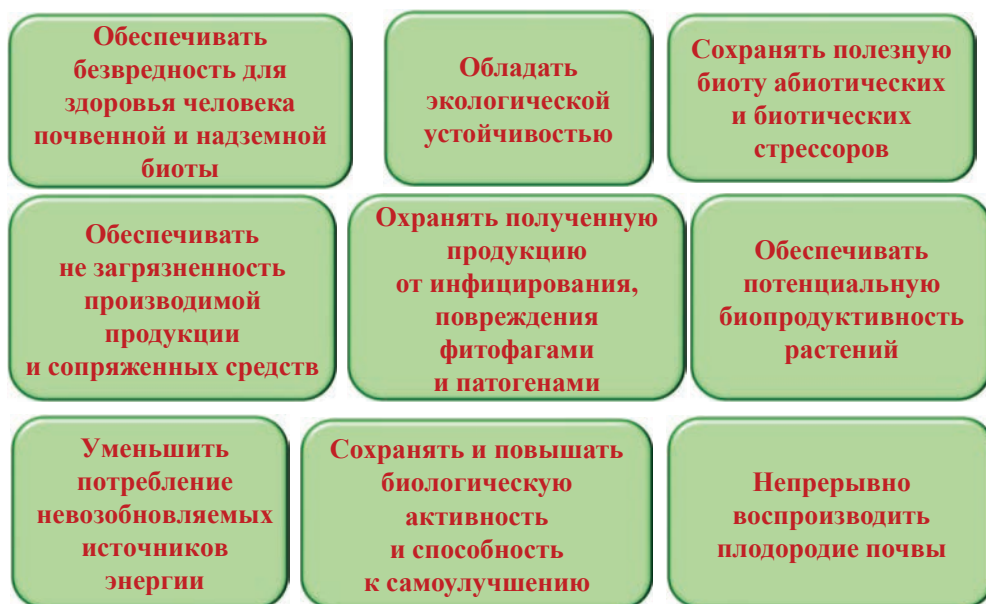 Обеспечивать
безвредность для
здоровья человека
почвенной и надземной
биоты
Обладать
экологической
устойчивостью
Сохранять полезную
биоту абиотических
и биотических
стрессоров
Обеспечивать
не загрязненность
производимой
продукции
и сопряженных средств
Охранять полученную
продукцию
от инфицирования,
повреждения
фитофагами
и патогенами
Обеспечивать
потенциальную
биопродуктивность
растений
Уменьшить
потребление
невозобновляемых
источников
энергии
Сохранять и повышать
биологическую
активность
и способность
к самоулучшению
Непрерывно
воспроизводить
плодородие почвы